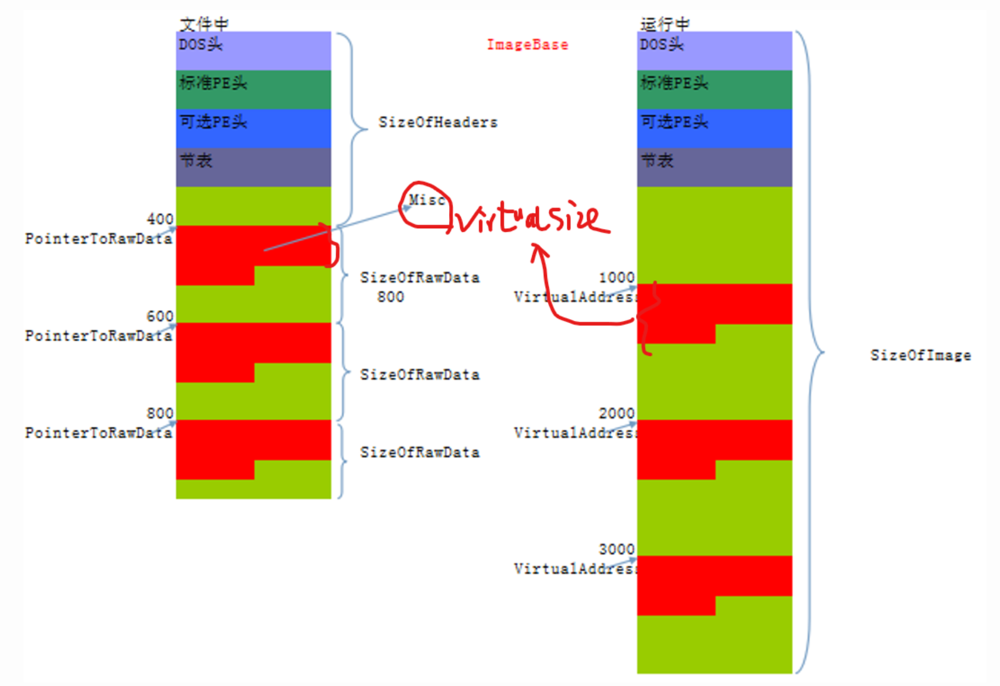 文件中
运行中
DOS头
ImageBase
DOS头
标准PE头
标准PE头
可选PE头
SizeOfHeaders
可选PE头
节表
节表
Misc
Virtualsize
400
PointerToRawData
SizeOfRawData
800
1000
VirtualAddress
600
PointerToRawData
SizeOfImage
SizeOfRawData
800
PointerToRawData
2000
VirtualAddress
SizeOfRawData
3000
VirtualAddress